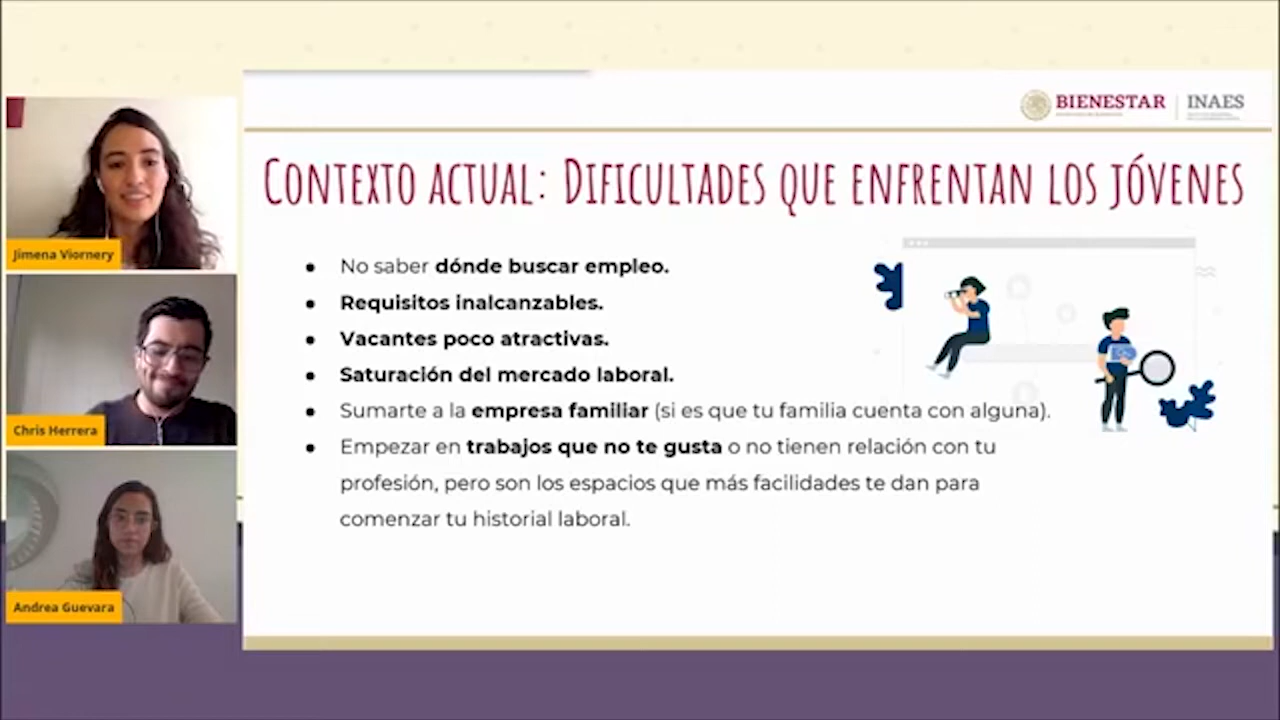 BIENESTAR
INAES
Contexto actual: Dificultades que enfrentan los jóvenes
Jimena Viornery
Chris Herrera
Andrea Guevara
● No saber dónde buscar empleo.
● Requisitos inalcanzables.
● Vacantes poco atractivas.
● Saturación del mercado laboral.
● Sumarte a la empresa familiar (si es que tu familia cuenta con alguna).
● Empezar en trabajos que no te gusta o no tienen relación con tu
profesión, pero son los espacios que más facilidades te dan para
comenzar tu historial laboral.